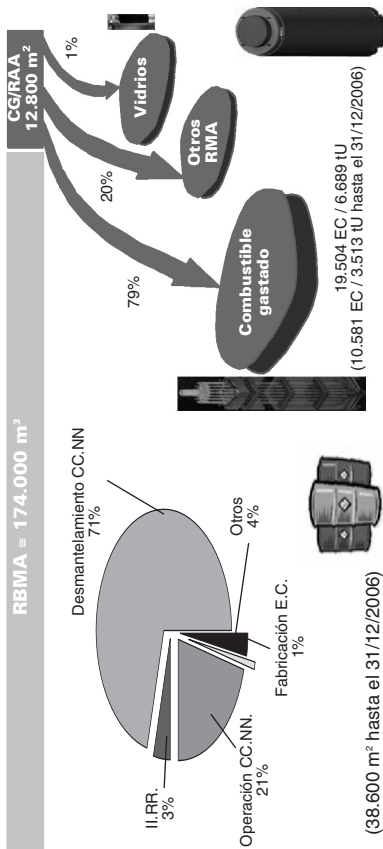 RBMA ≅ 174.000 m³
CG/RAA
12.800 m²
Desmantelamiento CC.NN
71%
II.RR.
3%
Operación CC.NN.
21%
Fabricación E.C.
1%
Otros
4%
(38.600 m² hasta el 31/12/2006)
1%
Vidrios
20%
Otros
RMA
79%
Combustible
gastado
19.504 EC / 6.689 tU
(10.581 EC / 3.513 tU hasta el 31/12/2006)